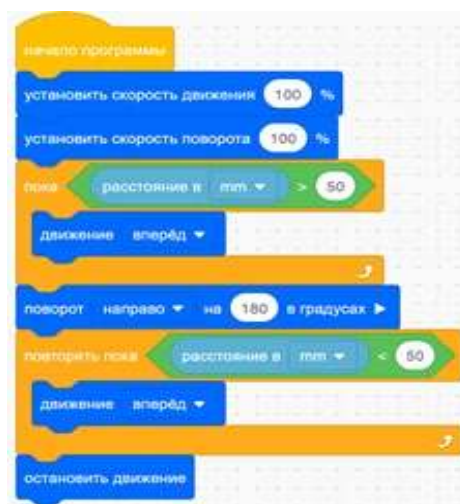 начало программы
установить скорость движения 100 %
установить скорость поворота 100 %
пока расстояние в mm > 50
движение вперёд
поворот направо на 180 в градусах
повторять пока расстояние в mm < 50
движение вперёд
остановить движение